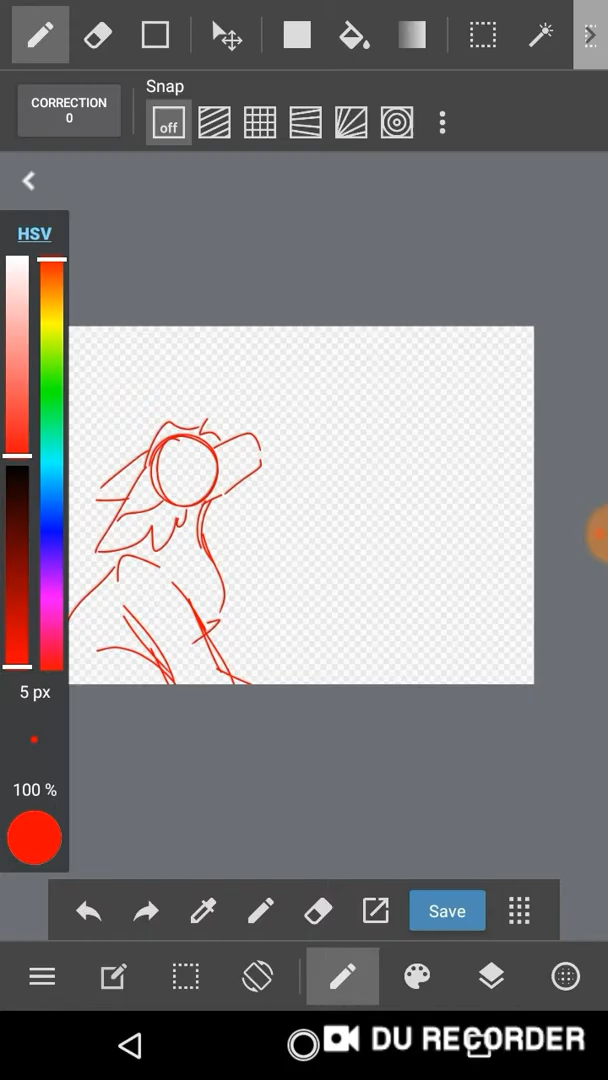 CORRECTION
0
Snap
off
HSV
5 px
100 %
Save
DU RECORDER